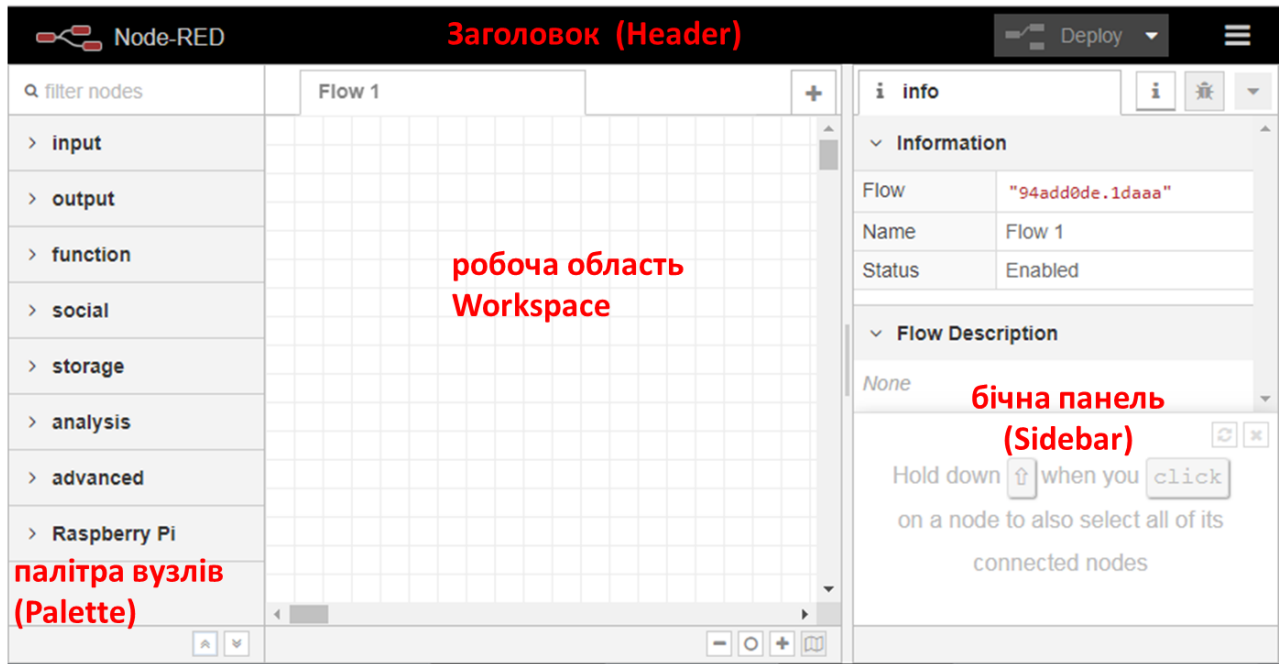 Node-RED
Заголовок (Header)
Deploy
filter nodes
Flow 1
i info
i
input
output
function
social
storage
analysis
advanced
Raspberry Pi
палітра вузлів
(Palette)
робоча область
Workspace
Information
Flow "94add0de.1daaa"
Name Flow 1
Status Enabled
Flow Description
None
бічна панель
(Sidebar)
Hold down ⇧ when you click
on a node to also select all of its
connected nodes